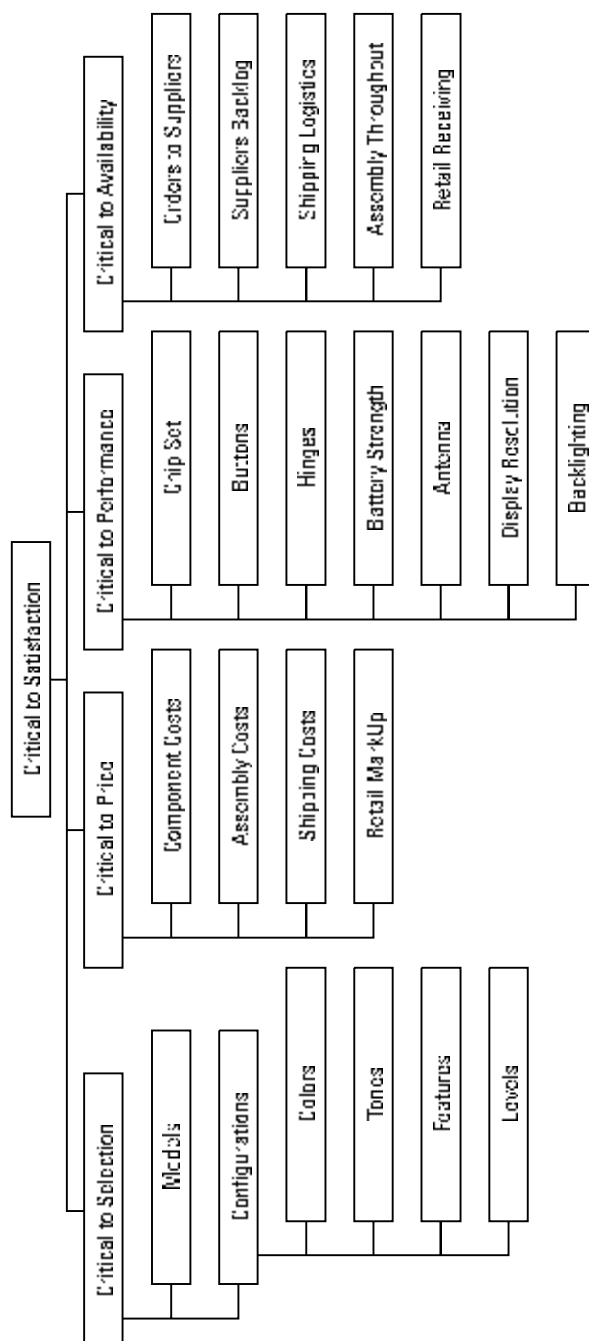 Critical to Satisfaction
Critical to Selection
Models
Configurations
Colors
Tones
Features
Levels
Critical to Price
Component Costs
Assembly Costs
Shipping Costs
Retail MarkUp
Critical to Performance
Chip Set
Buttons
Hinges
Battery Strength
Antenna
Display Resolution
Backlighting
Critical to Availability
Orders to Suppliers
Suppliers Backlog
Shipping Logistics
Assembly Throughout
Retail Receiving